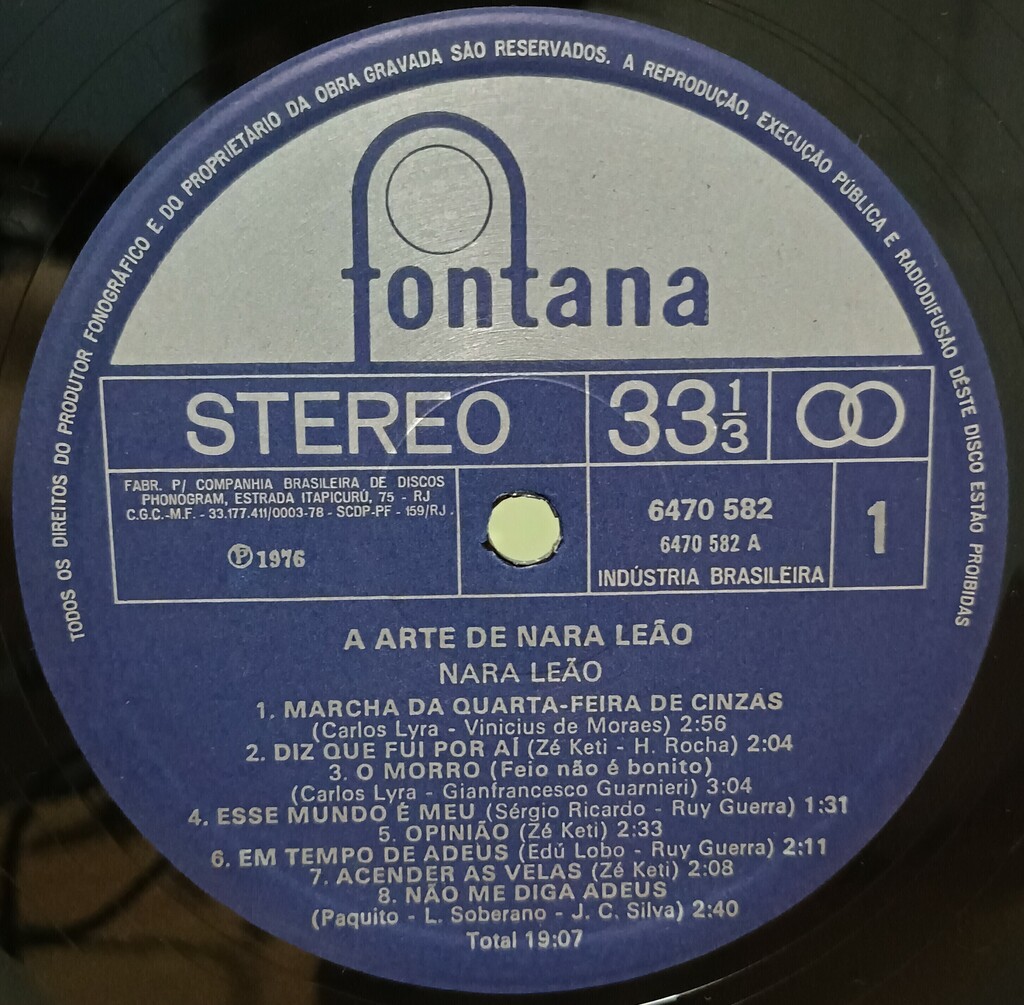 TODOS OS DIREITOS DO PRODUTOR FONOGRÁFICO E DO PROPRIETÁRIO DA OBRA GRAVADA SÃO RESERVADOS. A REPRODUÇÃO, EXECUÇÃO PÚBLICA E RADIODIFUSÃO DÊSTE DISCO ESTÃO PROIBIDAS
fontana
STEREO
33 1/3
FABR. P/ COMPANHIA BRASILEIRA DE DISCOS
PHONOGRAM, ESTRADA ITAPICURÚ, 75 - RJ
C.G.C.-M.F. - 33.177.411/0003-78 - SCDP-PF - 159/RJ.
℗ 1976
6470 582
6470 582 A
INDÚSTRIA BRASILEIRA
1
A ARTE DE NARA LEÃO
NARA LEÃO
1. MARCHA DA QUARTA-FEIRA DE CINZAS
(Carlos Lyra - Vinicius de Moraes) 2:56
2. DIZ QUE FUI POR AÍ (Zé Keti - H. Rocha) 2:04
3. O MORRO (Feio não é bonito)
(Carlos Lyra - Gianfrancesco Guarnieri) 3:04
4. ESSE MUNDO É MEU (Sérgio Ricardo - Ruy Guerra) 1:31
5. OPINIÃO (Zé Keti) 2:33
6. EM TEMPO DE ADEUS (Edú Lobo - Ruy Guerra) 2:11
7. ACENDER AS VELAS (Zé Keti) 2:08
8. NÃO ME DIGA ADEUS
(Paquito - L. Soberano - J. C. Silva) 2:40
Total 19:07